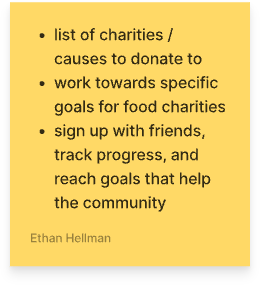 • list of charities /
causes to donate to
• work towards specific
goals for food charities
• sign up with friends,
track progress, and
reach goals that help
the community
Ethan Hellman